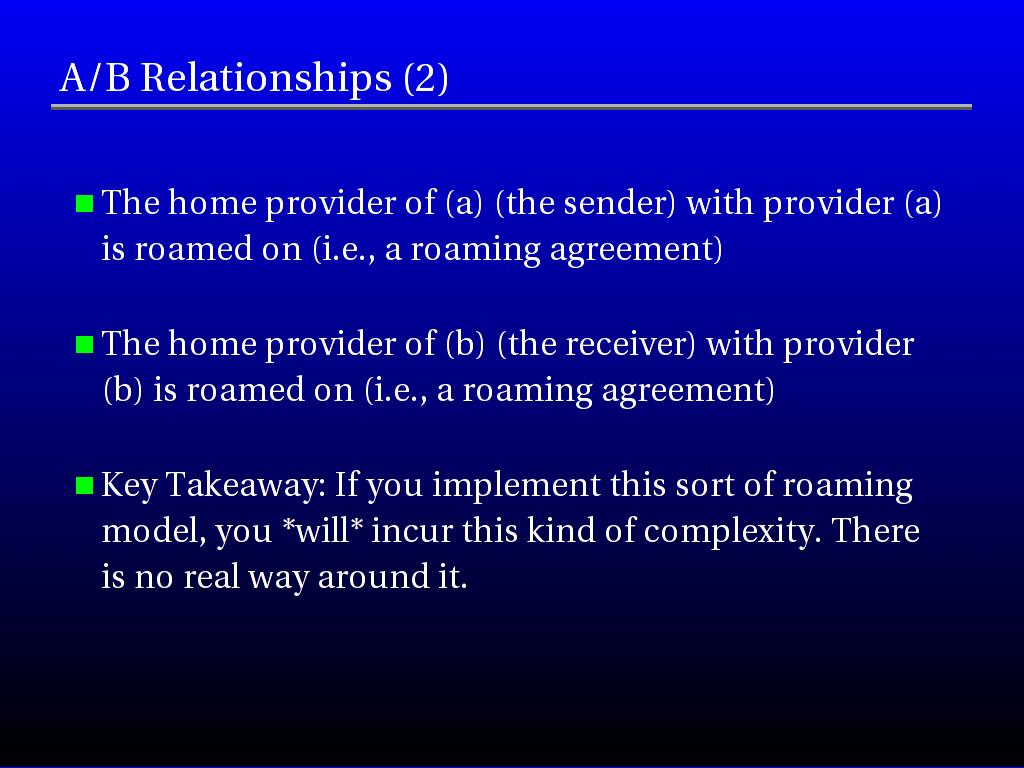 A/B Relationships (2)
The home provider of (a) (the sender) with provider (a)
is roamed on (i.e., a roaming agreement)
The home provider of (b) (the receiver) with provider
(b) is roamed on (i.e., a roaming agreement)
Key Takeaway: If you implement this sort of roaming
model, you *will* incur this kind of complexity. There
is no real way around it.